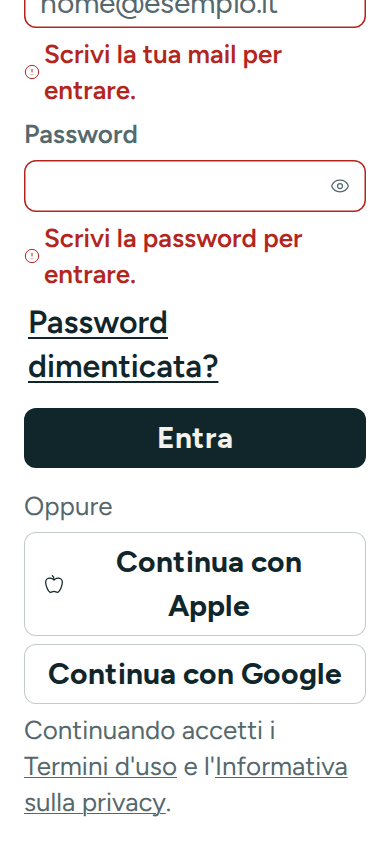 nome@esempio.it
Scrivi la tua mail per
entrare.
Password
Scrivi la password per
entrare.
Password
dimenticata?
Entra
Oppure
Continua con
Apple
Continua con Google
Continuando accetti i
Termini d'uso e l'Informativa
sulla privacy.